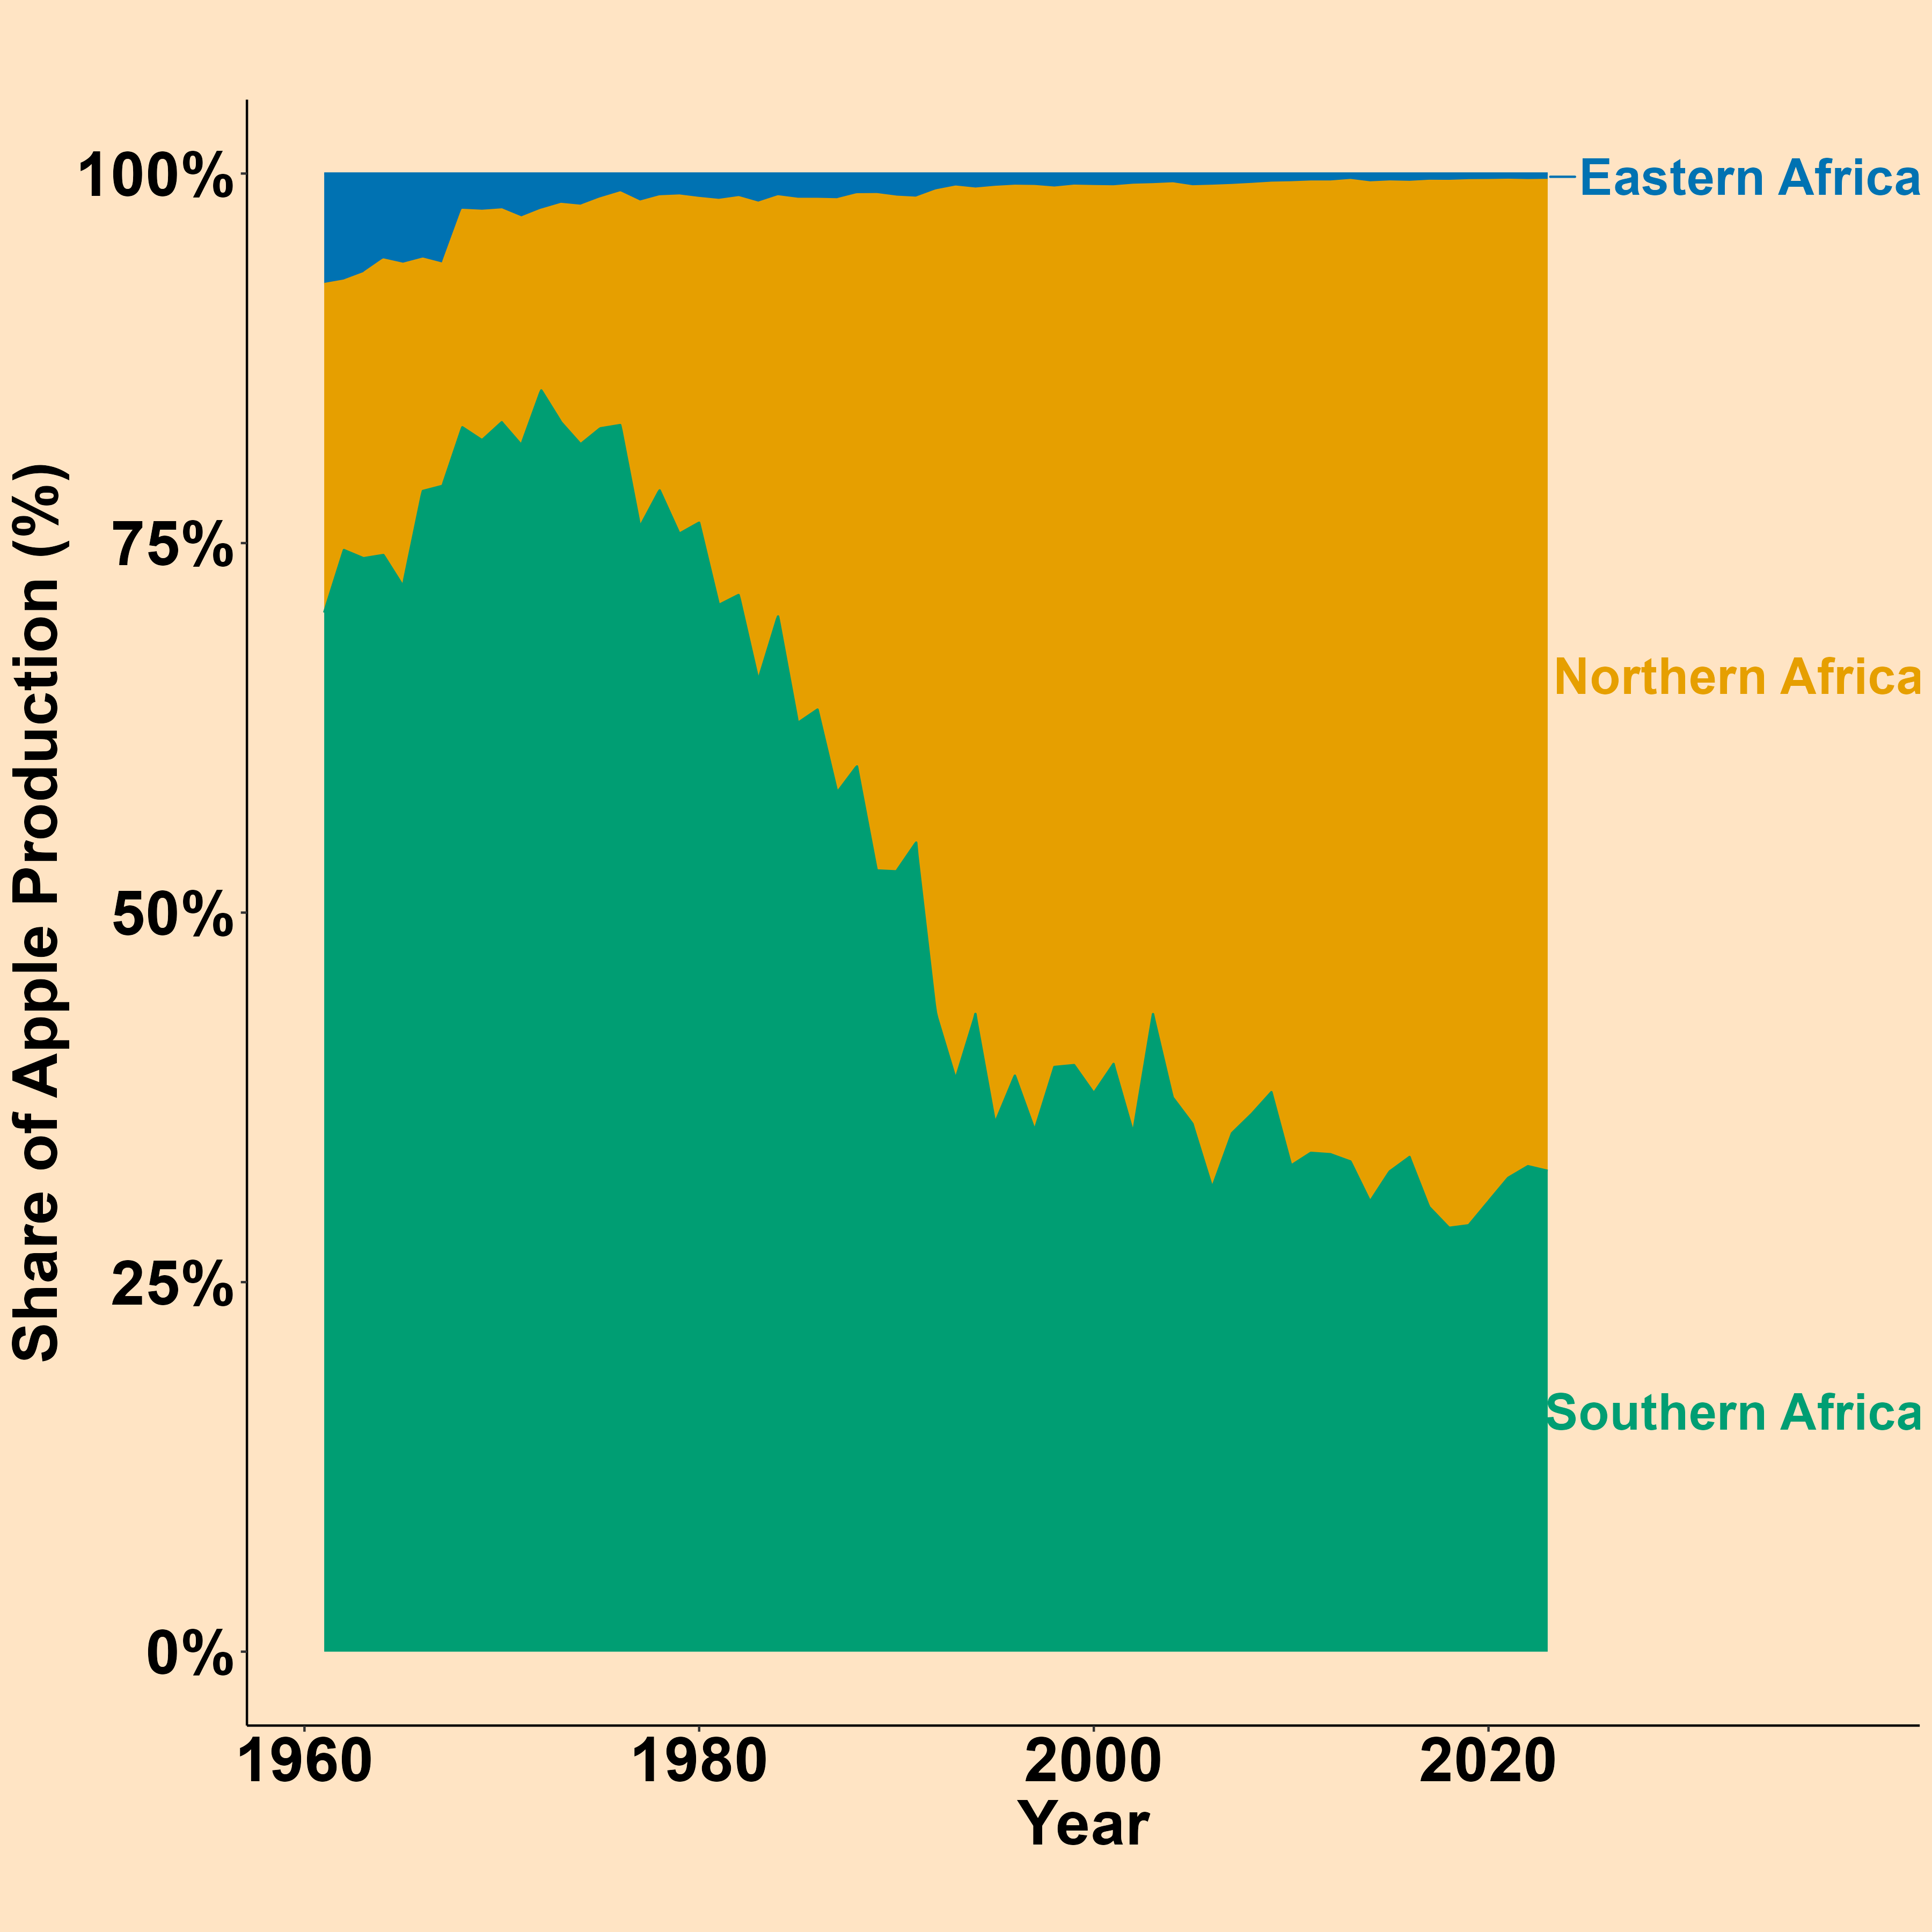 Share of Apple Production (%)
100%
75%
50%
25%
0%
1960
1980
2000
2020
Year
Eastern Africa
Northern Africa
Southern Africa